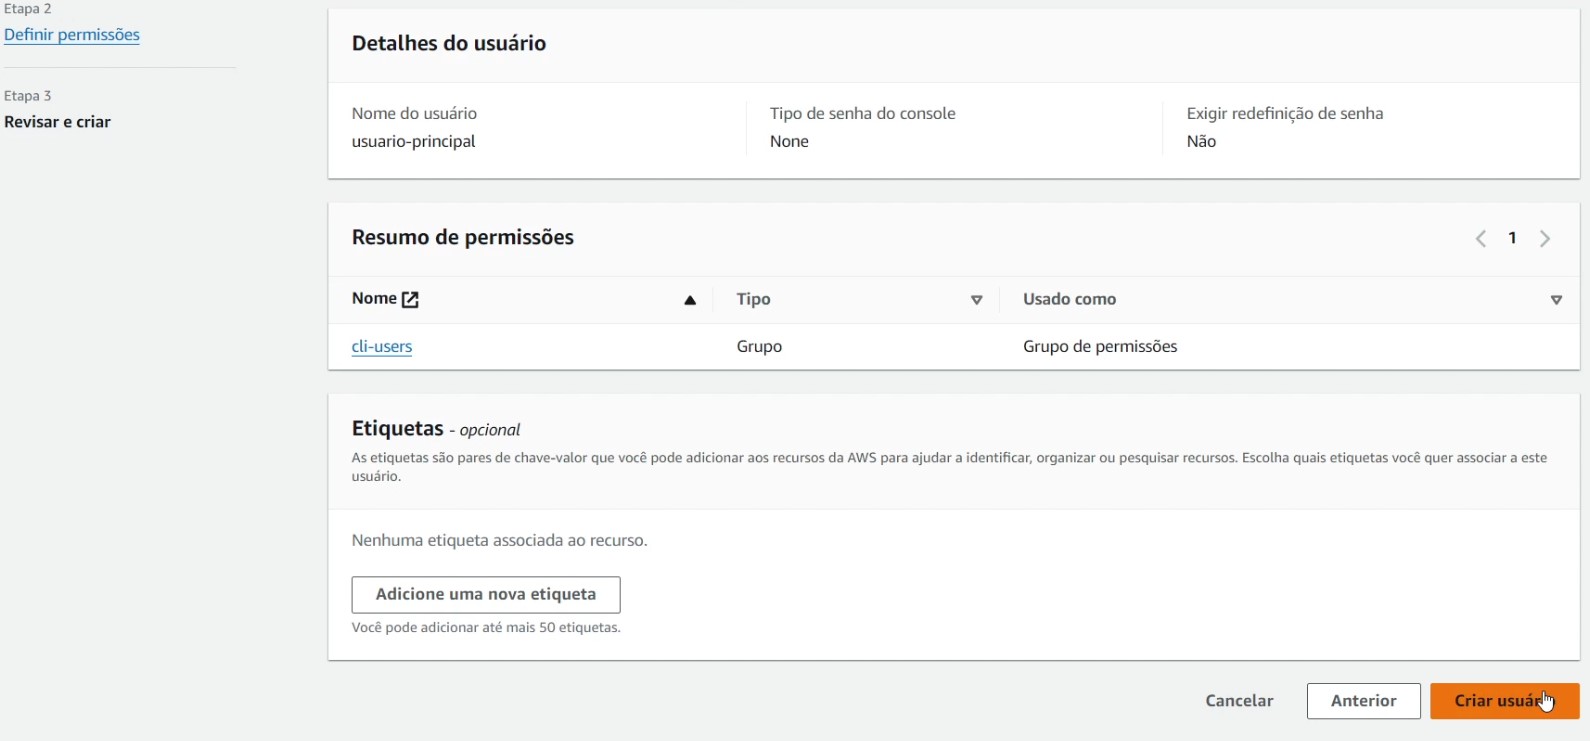 Etapa 2
Definir permissões
Etapa 3
Revisar e criar
Detalhes do usuário
Nome do usuário
usuario-principal
Tipo de senha do console
None
Exigir redefinição de senha
Não
Resumo de permissões
1
Nome
Tipo
Usado como
cli-users
Grupo
Grupo de permissões
Etiquetas - opcional
As etiquetas são pares de chave-valor que você pode adicionar aos recursos da AWS para ajudar a identificar, organizar ou pesquisar recursos. Escolha quais etiquetas você quer associar a este
usuário.
Nenhuma etiqueta associada ao recurso.
Adicione uma nova etiqueta
Você pode adicionar até mais 50 etiquetas.
Cancelar
Anterior
Criar usuário